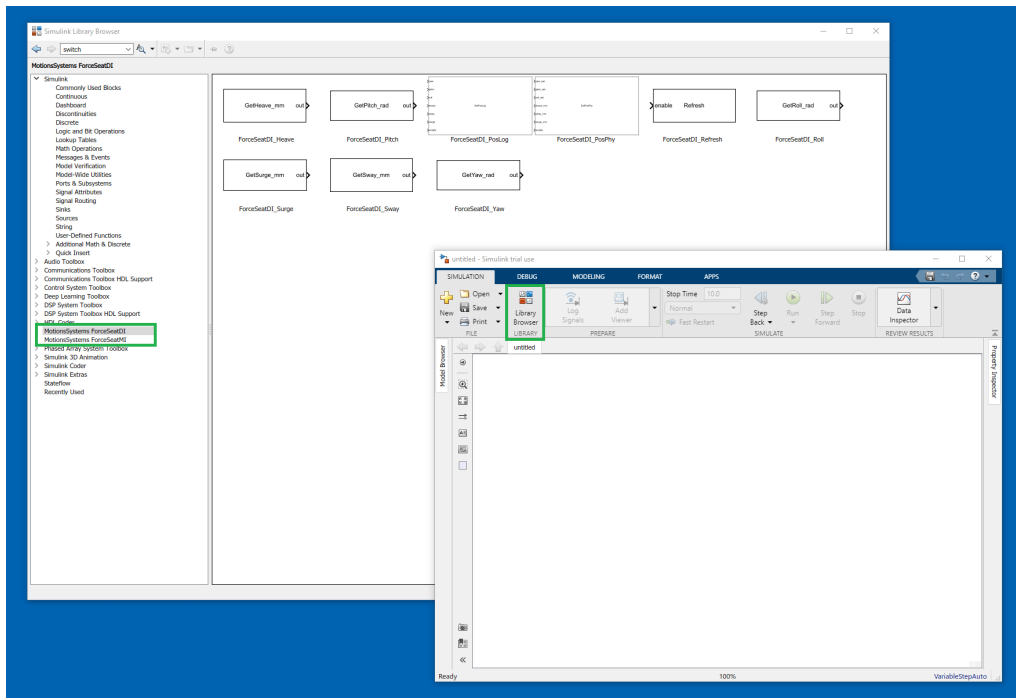 Simulink Library Browser
switch
MotionsSystems ForceSeatDI
Simulink
Commonly Used Blocks
Continuous
Dashboard
Discontinuities
Discrete
Logic and Bit Operations
Lookup Tables
Math Operations
Messages & Events
Model Verification
Model-Wide Utilities
Ports & Subsystems
Signal Attributes
Signal Routing
Sinks
Sources
String
User-Defined Functions
Additional Math & Discrete
Quick Insert
Audio Toolbox
Communications Toolbox
Communications Toolbox HDL Support
Control System Toolbox
Deep Learning Toolbox
DSP System Toolbox
DSP System Toolbox HDL Support
HDL Coder
MotionsSystems ForceSeatDI
MotionsSystems ForceSeatMI
Phased Array System Toolbox
Simulink 3D Animation
Simulink Coder
Simulink Extras
Stateflow
Recently Used
GetHeave_mm out
ForceSeatDI_Heave
GetPitch_rad out
ForceSeatDI_Pitch
ForceSeatDI_PosLog
ForceSeatDI_PosPhy
enable Refresh
ForceSeatDI_Refresh
GetRoll_rad out
ForceSeatDI_Roll
GetSurge_mm out
ForceSeatDI_Surge
GetSway_mm out
ForceSeatDI_Sway
GetYaw_rad out
ForceSeatDI_Yaw
untitled - Simulink trial use
SIMULATION DEBUG MODELING FORMAT APPS
New
Open
Save
Print
FILE
Library
Browser
LIBRARY
Log
Signals
Add
Viewer
PREPARE
Stop Time 10.0
Normal
Fast Restart
Step
Back
Run
Step
Forward
Stop
SIMULATE
Data
Inspector
REVIEW RESULTS
Model Browser
untitled
Property Inspector
Ready 100% VariableStepAuto